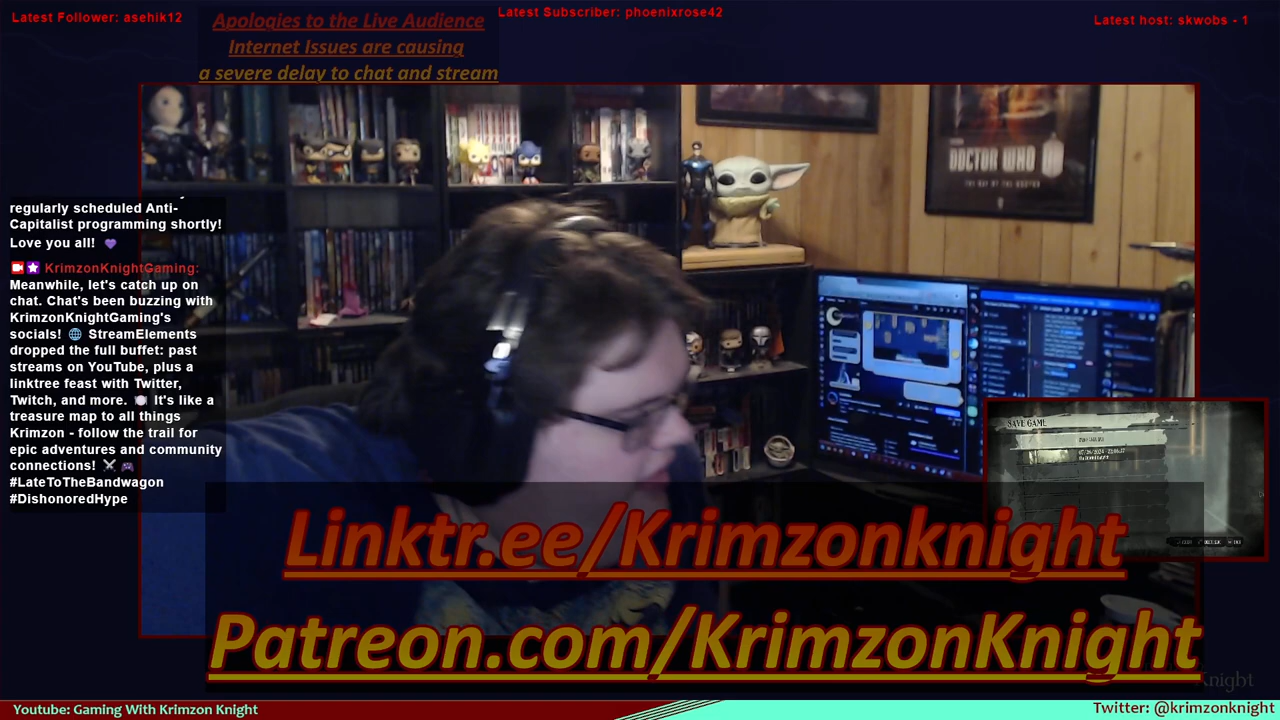 Latest Follower: asehik12
Apologies to the Live Audience
Internet Issues are causing
a severe delay to chat and stream
Latest Subscriber: phoenixrose42
Latest host: skwobs - 1
regularly scheduled Anti-
Capitalist programming shortly!
Love you all! 💜
KrimzonKnightGaming:
Meanwhile, let's catch up on
chat. Chat's been buzzing with
KrimzonKnightGaming's
socials! 🌐 StreamElements
dropped the full buffet: past
streams on YouTube, plus a
linktree feast with Twitter,
Twitch, and more. 🍽️ It's like a
treasure map to all things
Krimzon - follow the trail for
epic adventures and community
connections! ⚔️ 🎮
#LateToTheBandwagon
#DishonoredHype
DOCTOR WHO
SAVE GAME
Linktr.ee/Krimzonknight
Patreon.com/KrimzonKnight
Knight
Youtube: Gaming With Krimzon Knight
Twitter: @krimzonknight